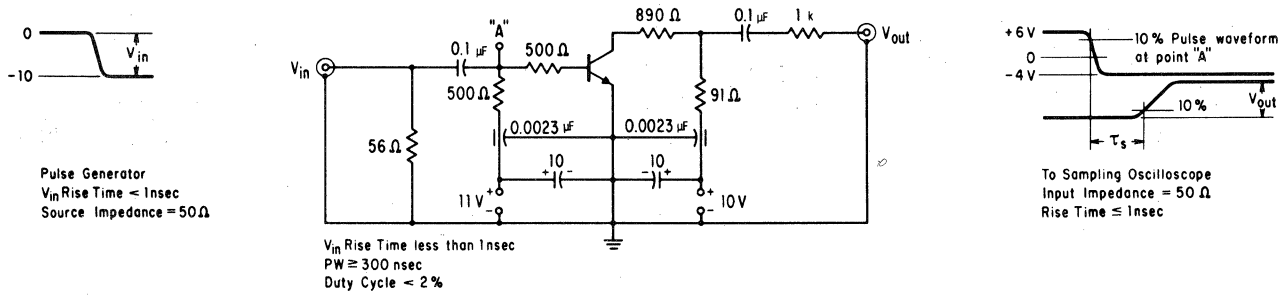 0
-10
V_in
Pulse Generator
V_in Rise Time < 1nsec
Source Impedance = 50 Ω
V_in
0.1 μF
"A"
500 Ω
500 Ω
56 Ω
0.0023 μF
0.0023 μF
890 Ω
0.1 μF
1 k
V_out
91 Ω
+ 10 -
- 10 +
11 V
+
-
+
-
10 V
V_in Rise Time less than 1nsec
PW ≥ 300 nsec
Duty Cycle < 2 %
+6 V
0
-4 V
10 % Pulse waveform
at point "A"
10 %
V_out
τ_s
To Sampling Oscilloscope
Input Impedance = 50 Ω
Rise Time ≤ 1nsec